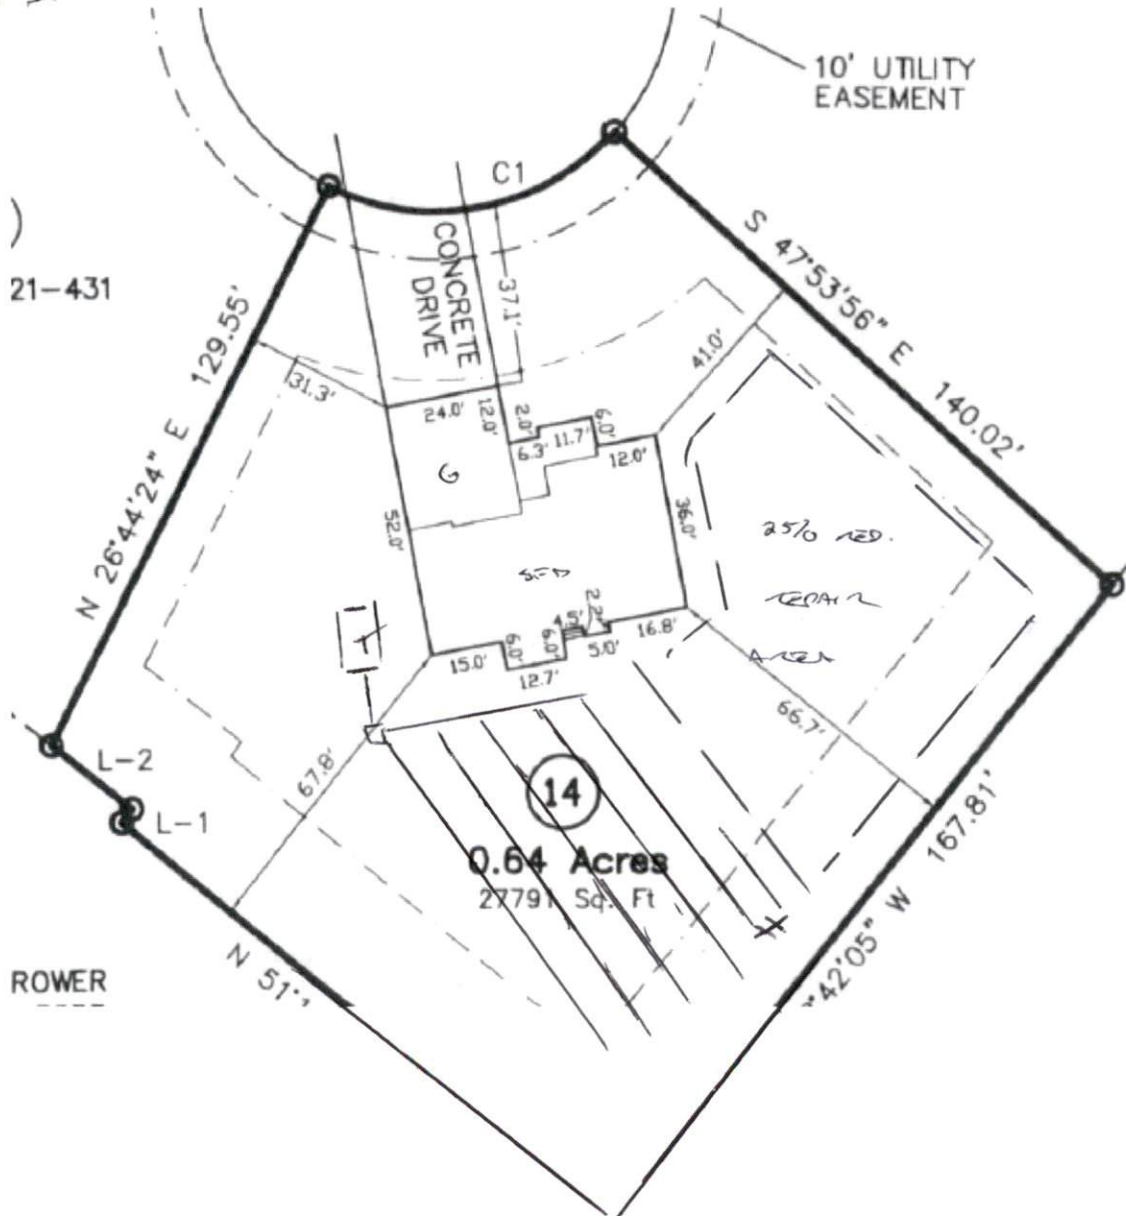 10' UTILITY
EASEMENT
C1
)
21-431
CONCRETE
DRIVE
37.1'
S 47°53'56" E 140.02'
N 26°44'24" E 129.55'
31.3'
41.0'
24.0'
12.0'
2.0'
6.3'
11.7'
6.0'
12.0'
G
52.0'
36.0'
25% RED.
REPAIR
AREA
SFD
T
15.0'
6.0'
12.7'
6.0'
4.5'
2.2'
5.0'
16.8'
66.7'
67.8'
L-2
L-1
14
0.64 Acres
27791 Sq. Ft
167.81'
42'05" W
N 51°
ROWER